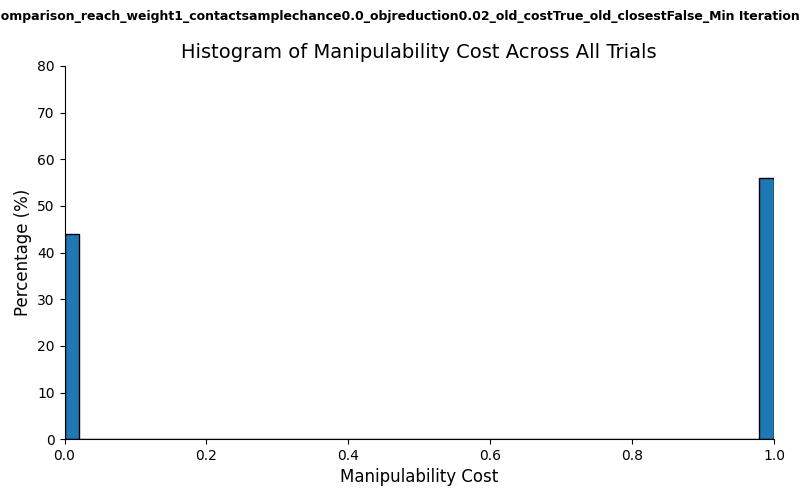 omparison_reach_weight1_contactsamplechance0.0_objreduction0.02_old_costTrue_old_closestFalse_Min Iteration
Histogram of Manipulability Cost Across All Trials
80
70
60
50
40
30
20
10
0
Percentage (%)
0.0 0.2 0.4 0.6 0.8 1.0
Manipulability Cost